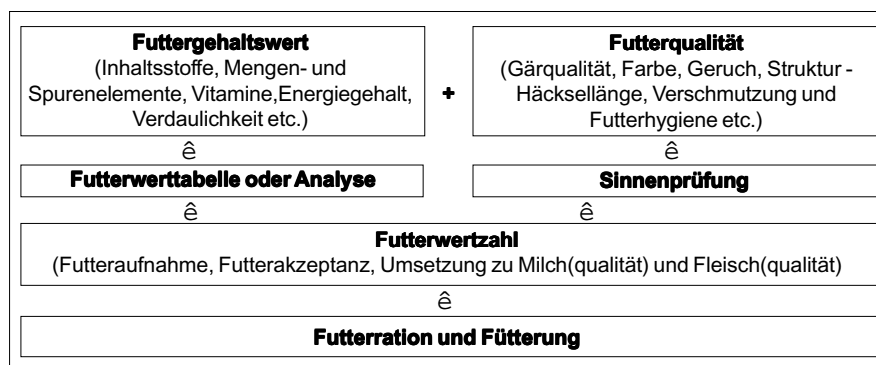 Futtergehaltswert
(Inhaltsstoffe, Mengen- und
Spurenelemente, Vitamine,Energiegehalt,
Verdaulichkeit etc.)
+
Futterqualität
(Gärqualität, Farbe, Geruch, Struktur -
Häcksellänge, Verschmutzung und
Futterhygiene etc.)
ê ê
Futterwerttabelle oder Analyse
Sinnenprüfung
ê ê
Futterwertzahl
(Futteraufnahme, Futterakzeptanz, Umsetzung zu Milch(qualität) und Fleisch(qualität)
ê
Futterration und Fütterung